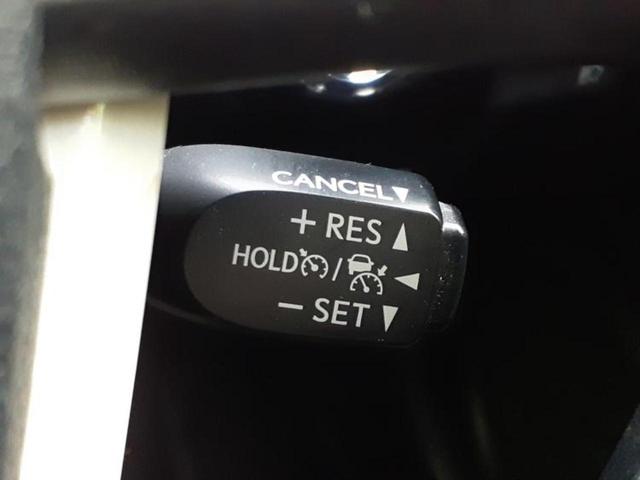 CANCEL▼
+ RES ▲
HOLD / ◀
− SET ▼